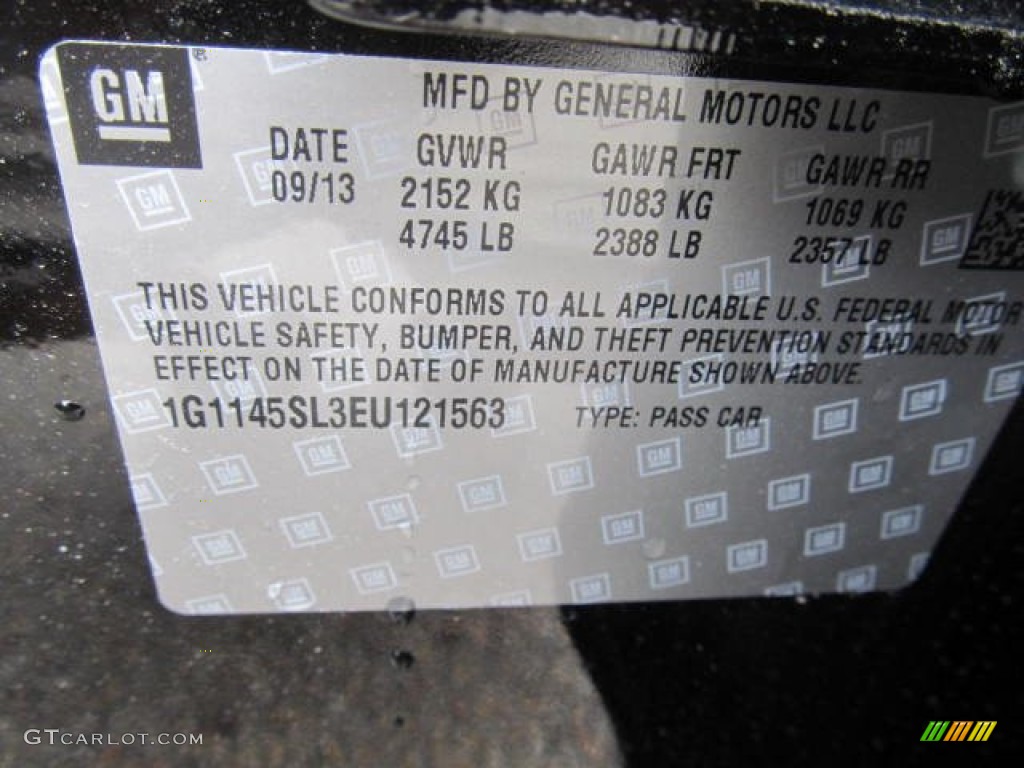 GM ®
MFD BY GENERAL MOTORS LLC
DATE GVWR GAWR FRT GAWR RR
09/13 2152 KG 1083 KG 1069 KG
4745 LB 2388 LB 2357 LB
THIS VEHICLE CONFORMS TO ALL APPLICABLE U.S. FEDERAL MOTOR
VEHICLE SAFETY, BUMPER, AND THEFT PREVENTION STANDARDS IN
EFFECT ON THE DATE OF MANUFACTURE SHOWN ABOVE.
1G1145SL3EU121563 TYPE: PASS CAR
GTCARLOT.COM